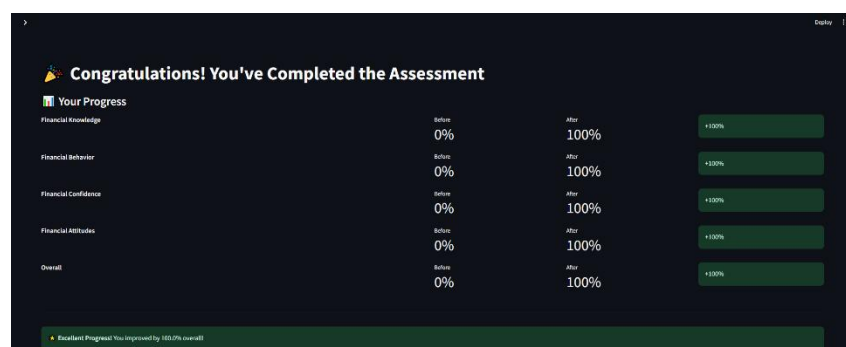 Deploy
Congratulations! You've Completed the Assessment
Your Progress
Financial Knowledge Before After
0% 100% +100%
Financial Behavior Before After
0% 100% +100%
Financial Confidence Before After
0% 100% +100%
Financial Attitudes Before After
0% 100% +100%
Overall Before After
0% 100% +100%
Excellent Progress! You improved by 100.0% overall!